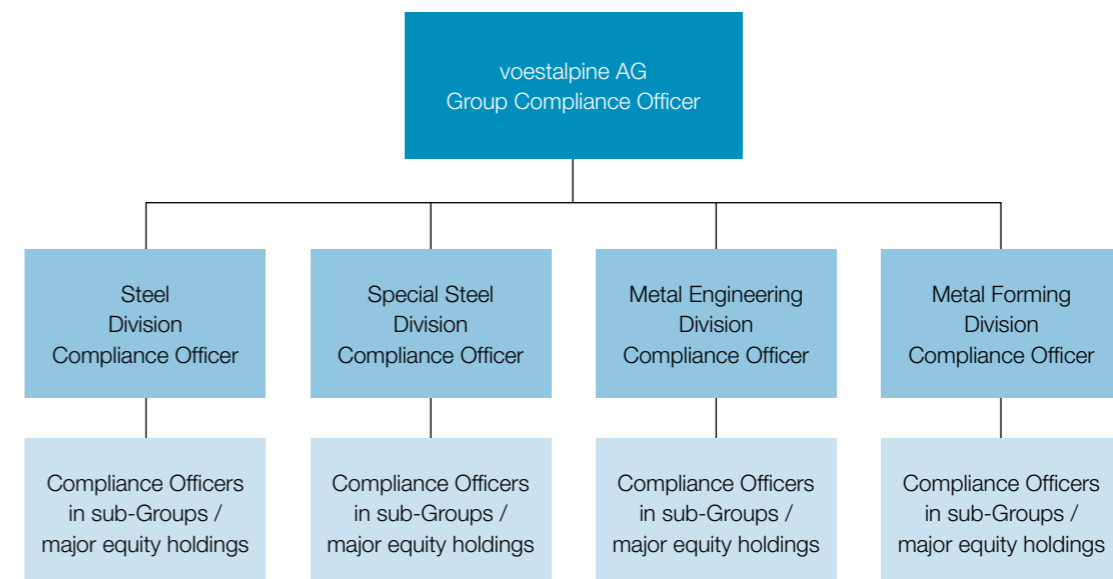 voestalpine AG
Group Compliance Officer
Steel
Division
Compliance Officer
Special Steel
Division
Compliance Officer
Metal Engineering
Division
Compliance Officer
Metal Forming
Division
Compliance Officer
Compliance Officers
in sub-Groups /
major equity holdings
Compliance Officers
in sub-Groups /
major equity holdings
Compliance Officers
in sub-Groups /
major equity holdings
Compliance Officers
in sub-Groups /
major equity holdings